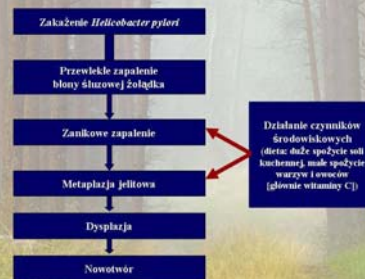 Zakażenie Helicobacter pylori
Przewlekłe zapalenie
błony śluzowej żołądka
Zanikowe zapalenie
Metaplazja jelitowa
Dysplazja
Nowotwór
Działanie czynników
środowiskowych
(dieta: duże spożycie soli
kuchennej, małe spożycie
warzyw i owoców
[głównie witaminy C])